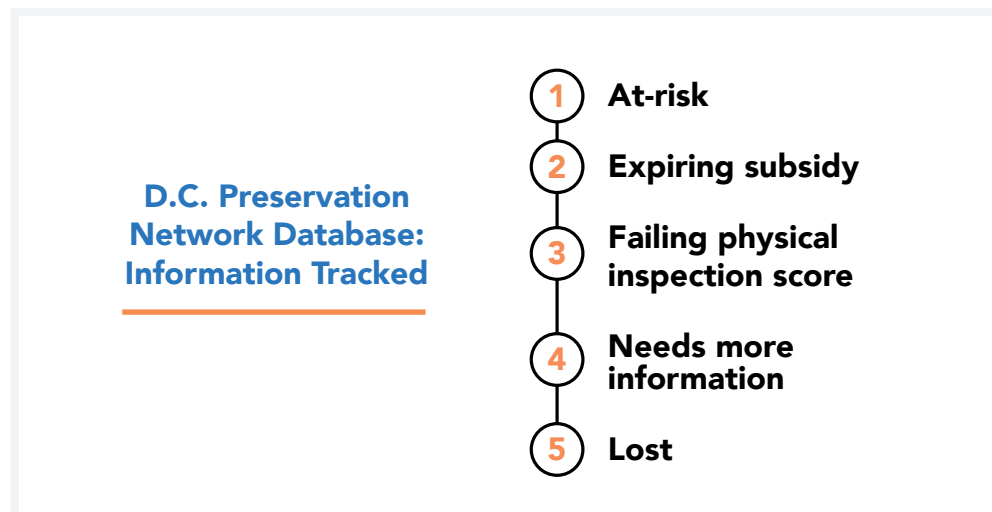 D.C. Preservation
Network Database:
Information Tracked
1 At-risk
2 Expiring subsidy
3 Failing physical
inspection score
4 Needs more
information
5 Lost